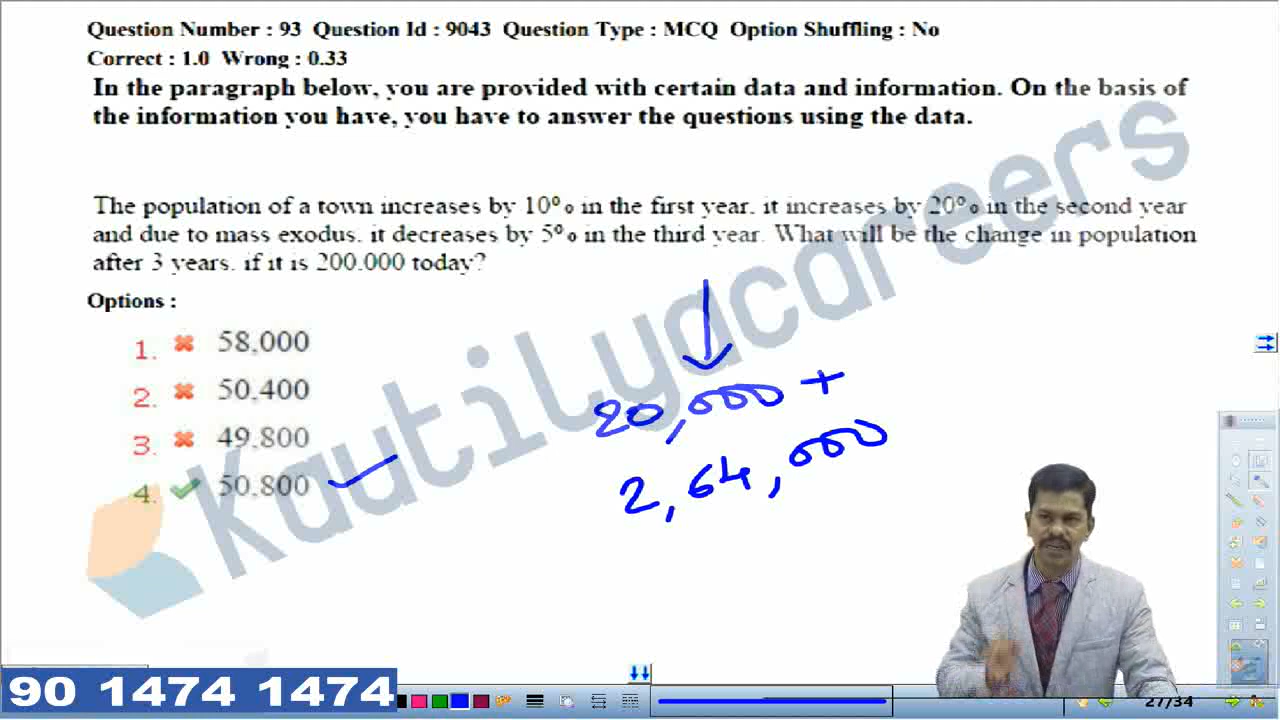 Question Number : 93 Question Id : 9043 Question Type : MCQ Option Shuffling : No
Correct : 1.0 Wrong : 0.33
In the paragraph below, you are provided with certain data and information. On the basis of
the information you have, you have to answer the questions using the data.
The population of a town increases by 10% in the first year. it increases by 20% in the second year
and due to mass exodus. it decreases by 5% in the third year. What will be the change in population
after 3 years. if it is 200.000 today?
Options :
1. 58,000
2. 50,400
3. 49,800
4. 50,800
20,000 +
2,64,000
Kautilyacareers
90 1474 1474
27/34